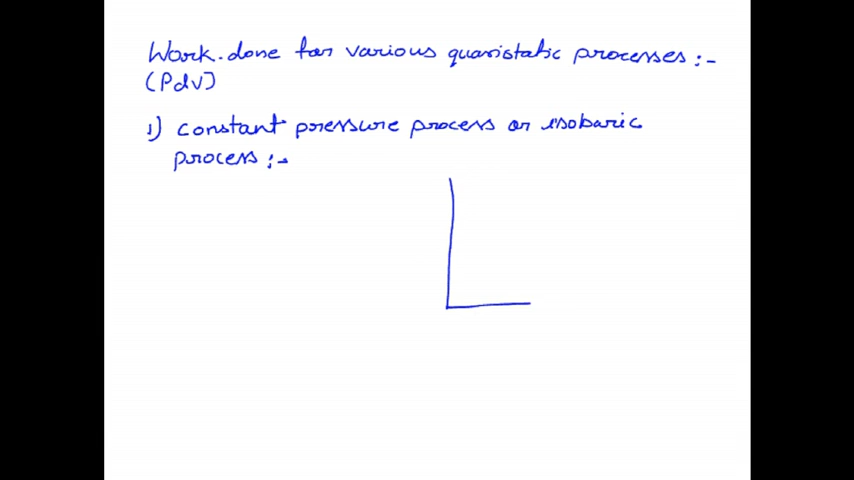 Work.done for various quasistatic processes :-
(Pdv)
1) constant pressure process or isobaric
process :-